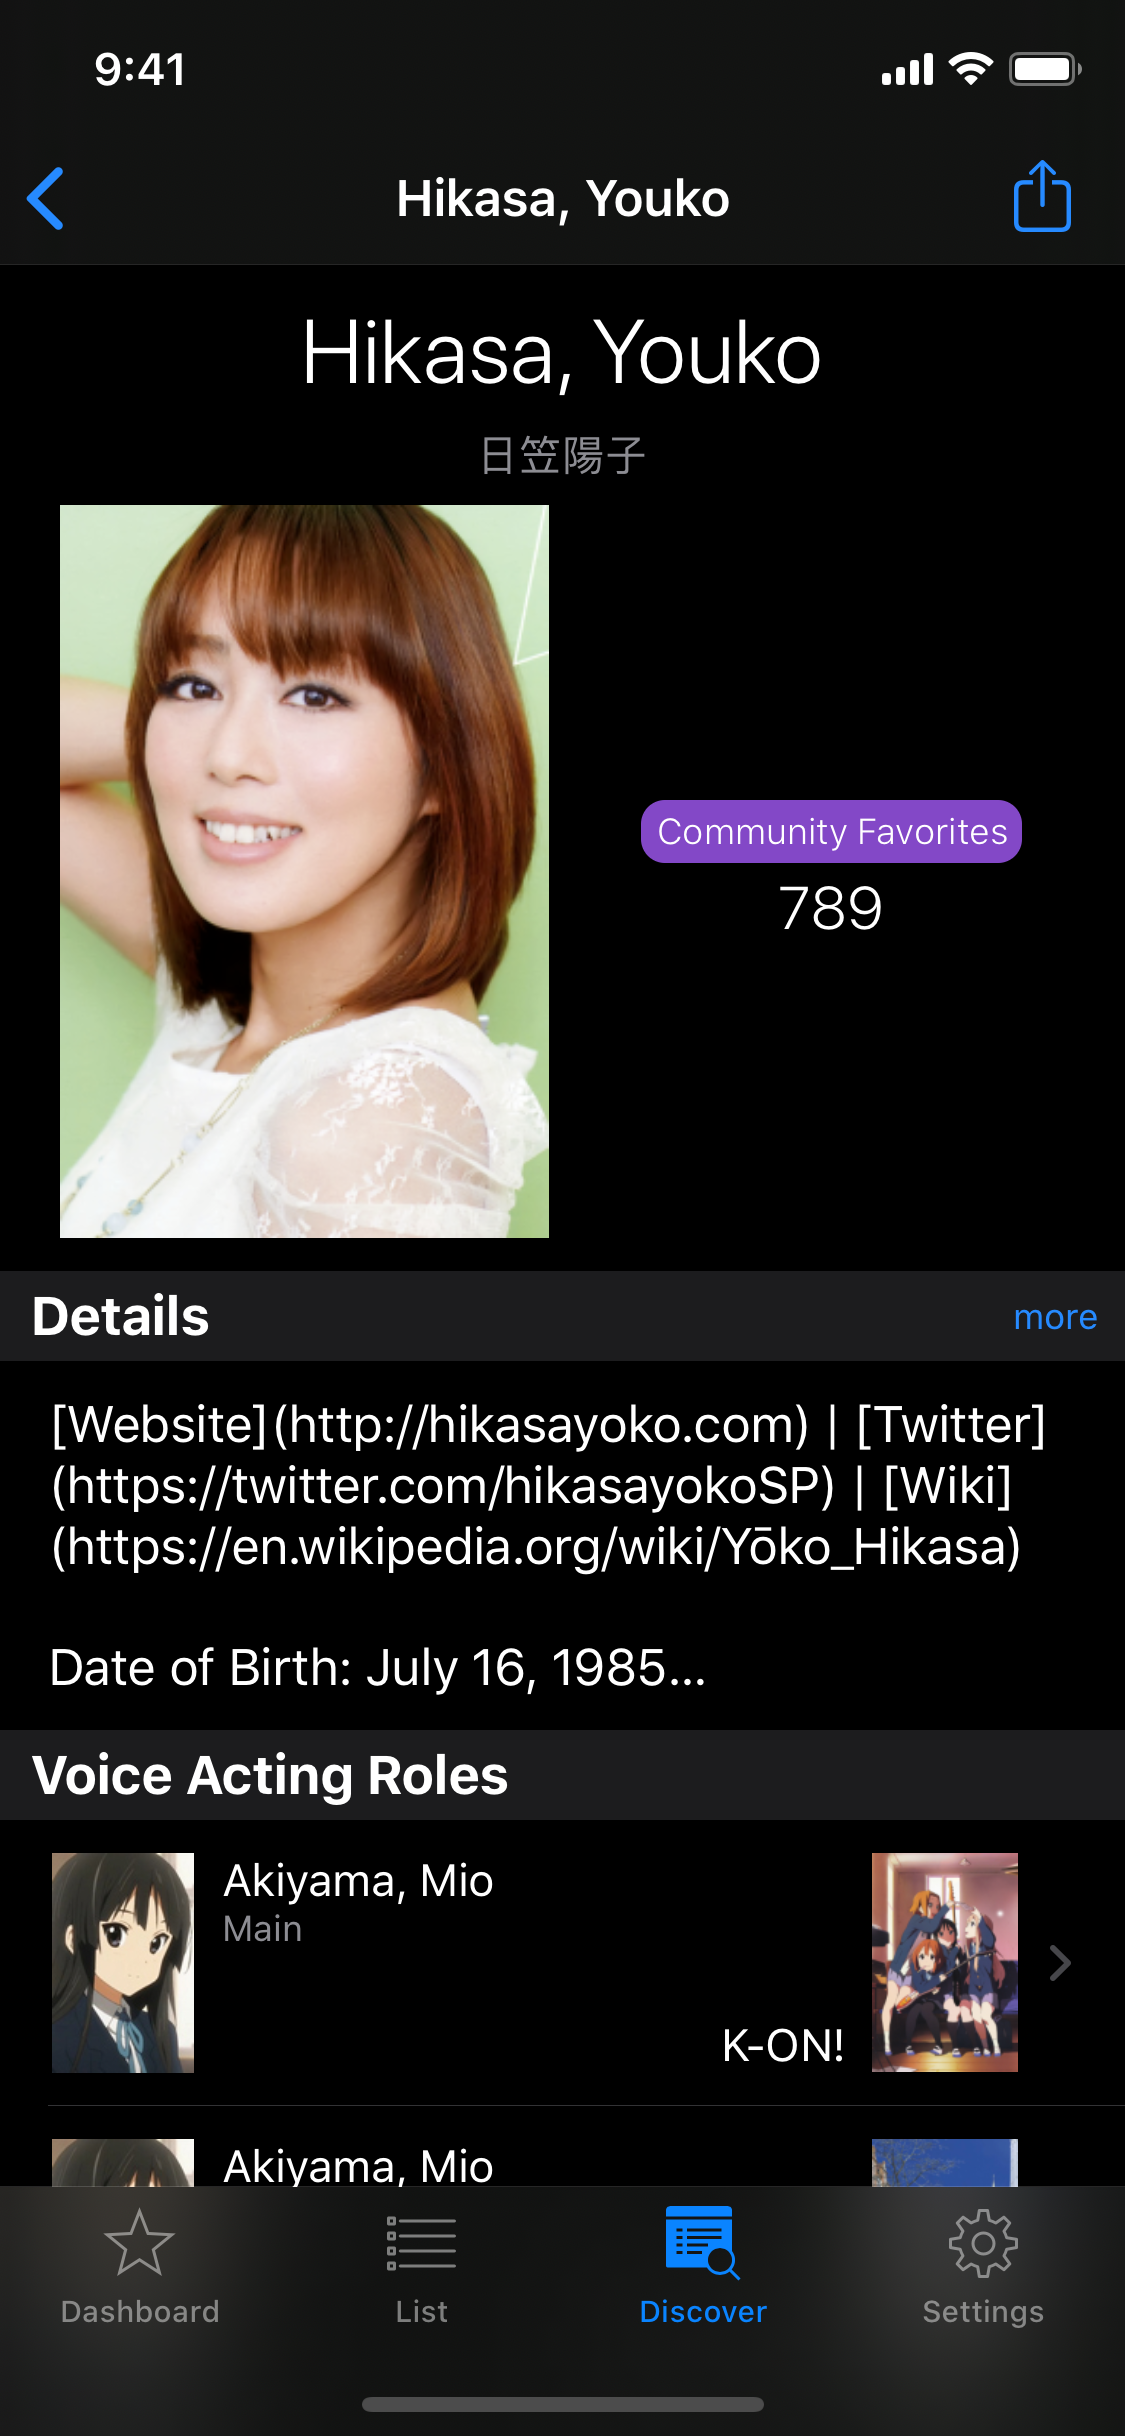 9:41
Hikasa, Youko
Hikasa, Youko
日笠陽子
Community Favorites
789
Details
more
[Website](http://hikasayoko.com) | [Twitter]
(https://twitter.com/hikasayokoSP) | [Wiki]
(https://en.wikipedia.org/wiki/Yōko_Hikasa)
Date of Birth: July 16, 1985...
Voice Acting Roles
Akiyama, Mio
Main
K-ON!
Akiyama, Mio
Dashboard
List
Discover
Settings